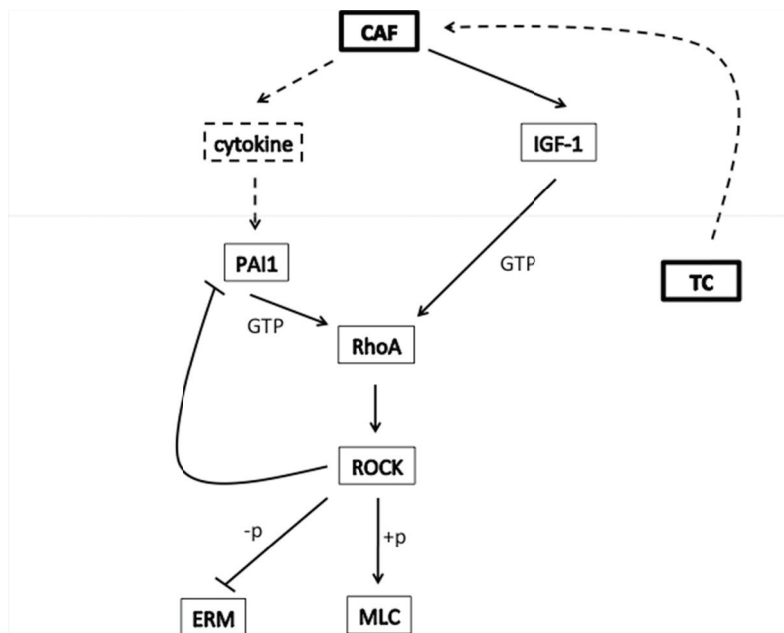 CAF
cytokine
IGF-1
PAI1
GTP
TC
GTP
RhoA
ROCK
-p
+p
ERM
MLC